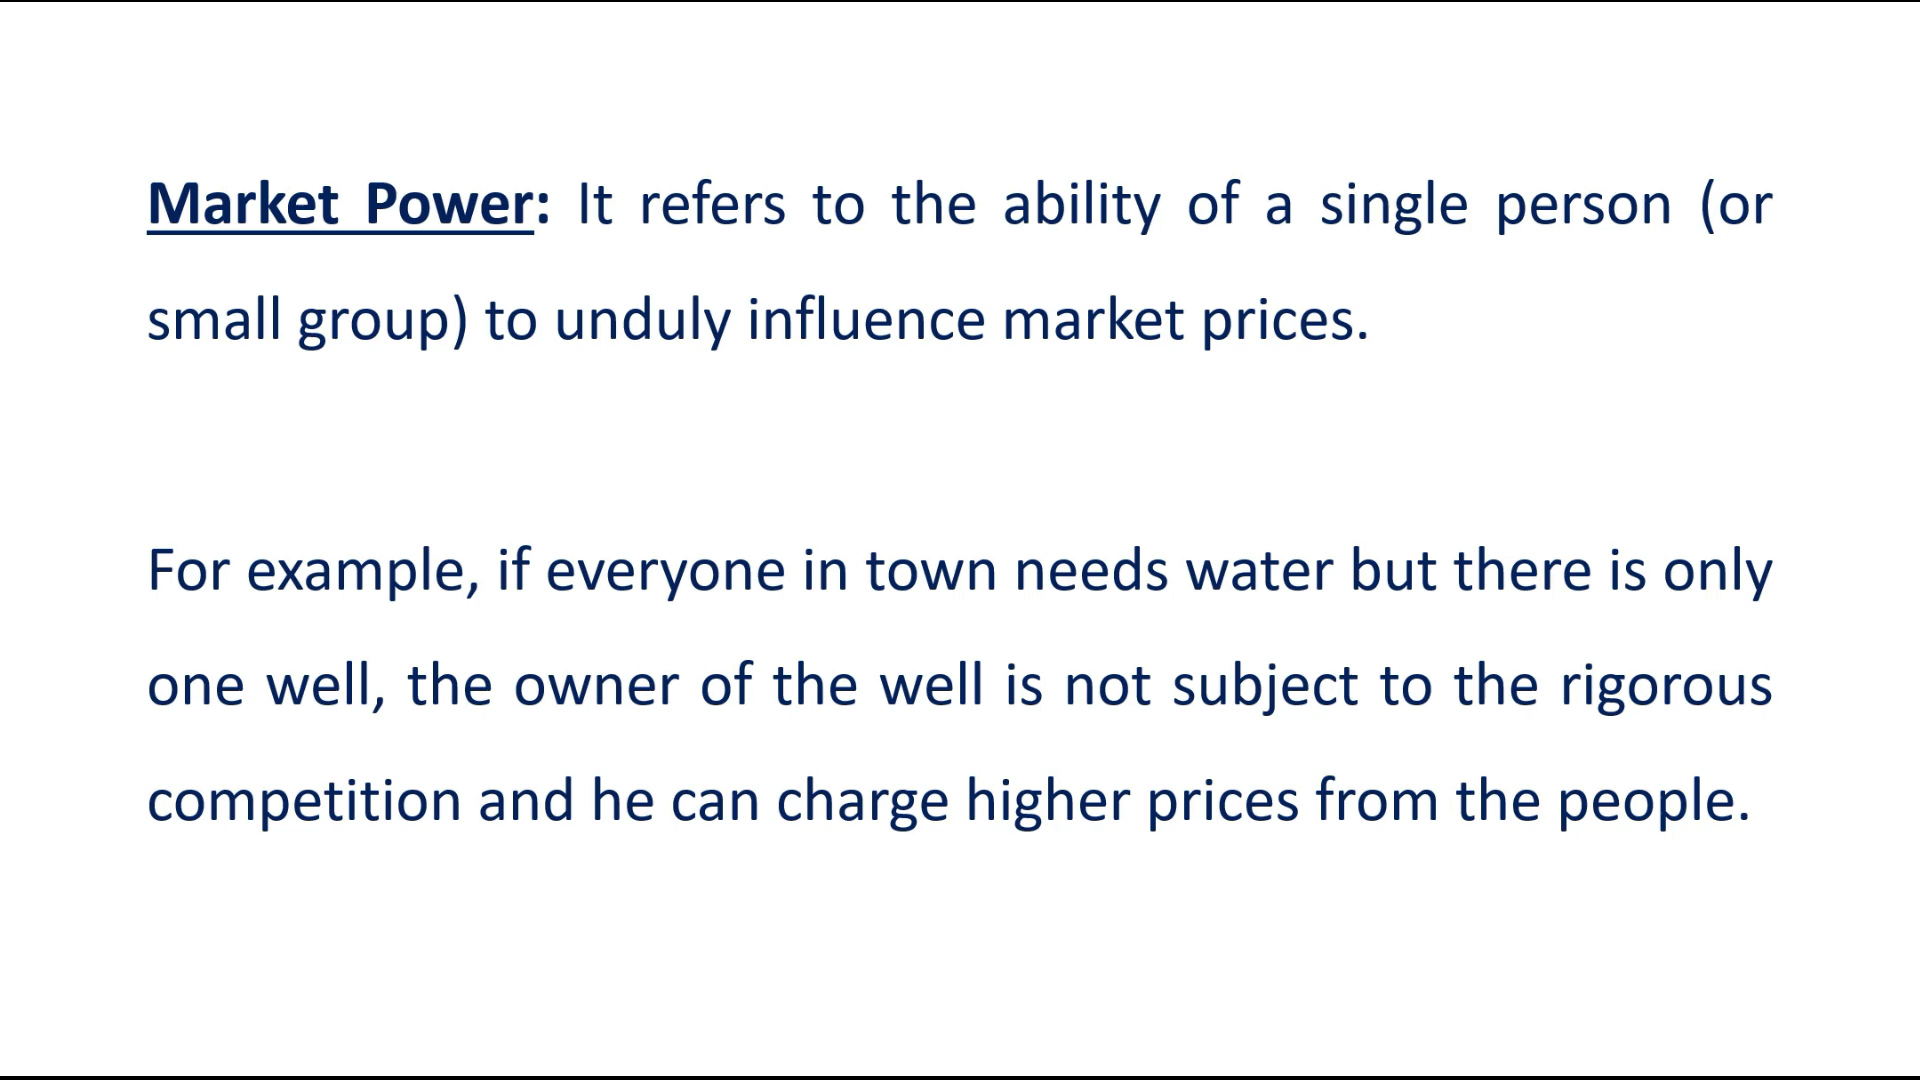 Market Power: It refers to the ability of a single person (or
small group) to unduly influence market prices.
For example, if everyone in town needs water but there is only
one well, the owner of the well is not subject to the rigorous
competition and he can charge higher prices from the people.